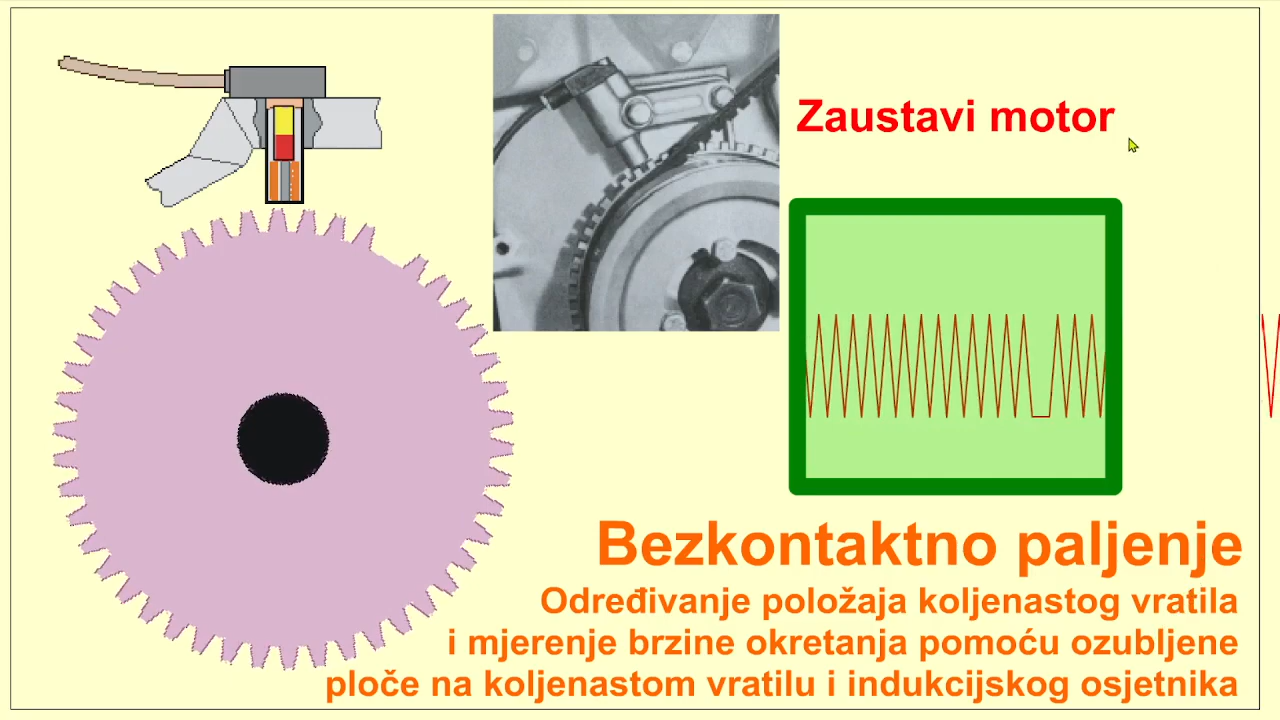 Zaustavi motor
Bezkontaktno paljenje
Određivanje položaja koljenastog vratila
i mjerenje brzine okretanja pomoću ozubljene
ploče na koljenastom vratilu i indukcijskog osjetnika